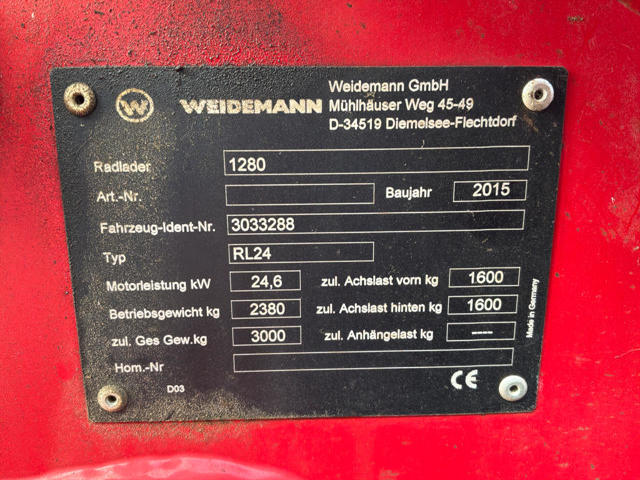 W WEIDEMANN
Weidemann GmbH
Mühlhäuser Weg 45-49
D-34519 Diemelsee-Flechtdorf
Radlader 1280
Art.-Nr. Baujahr 2015
Fahrzeug-Ident-Nr. 3033288
Typ RL24
Motorleistung kW 24,6 zul. Achslast vorn kg 1600
Betriebsgewicht kg 2380 zul. Achslast hinten kg 1600
zul. Ges Gew.kg 3000 zul. Anhängelast kg ----
Hom.-Nr
D03 CE
Made in Germany